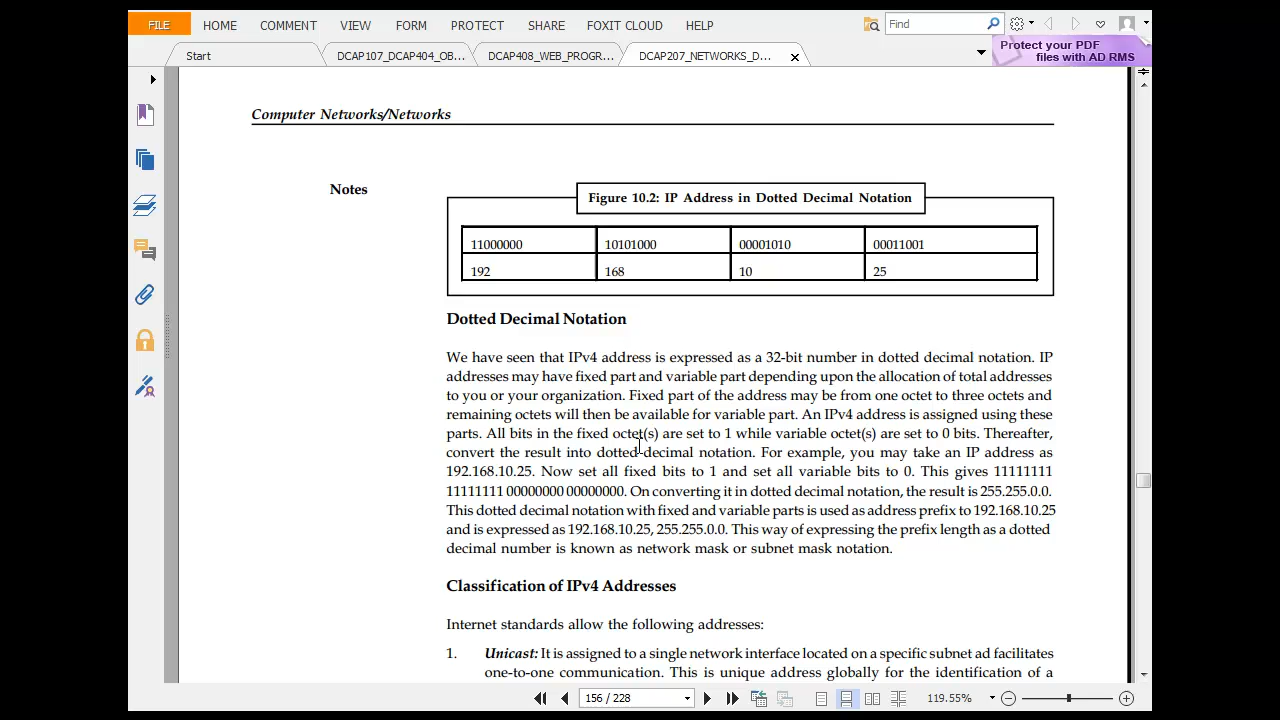 FILE HOME COMMENT VIEW FORM PROTECT SHARE FOXIT CLOUD HELP Find
Start DCAP107_DCAP404_OB... DCAP408_WEB_PROGR... DCAP207_NETWORKS_D... Protect your PDF
files with AD RMS
Computer Networks/Networks
Notes
Figure 10.2: IP Address in Dotted Decimal Notation
11000000 10101000 00001010 00011001
192 168 10 25
Dotted Decimal Notation
We have seen that IPv4 address is expressed as a 32-bit number in dotted decimal notation. IP
addresses may have fixed part and variable part depending upon the allocation of total addresses
to you or your organization. Fixed part of the address may be from one octet to three octets and
remaining octets will then be available for variable part. An IPv4 address is assigned using these
parts. All bits in the fixed octet(s) are set to 1 while variable octet(s) are set to 0 bits. Thereafter,
convert the result into dotted-decimal notation. For example, you may take an IP address as
192.168.10.25. Now set all fixed bits to 1 and set all variable bits to 0. This gives 11111111
11111111 00000000 00000000. On converting it in dotted decimal notation, the result is 255.255.0.0.
This dotted decimal notation with fixed and variable parts is used as address prefix to 192.168.10.25
and is expressed as 192.168.10.25, 255.255.0.0. This way of expressing the prefix length as a dotted
decimal number is known as network mask or subnet mask notation.
Classification of IPv4 Addresses
Internet standards allow the following addresses:
1. Unicast: It is assigned to a single network interface located on a specific subnet ad facilitates
one-to-one communication. This is unique address globally for the identification of a
156 / 228 119.55%